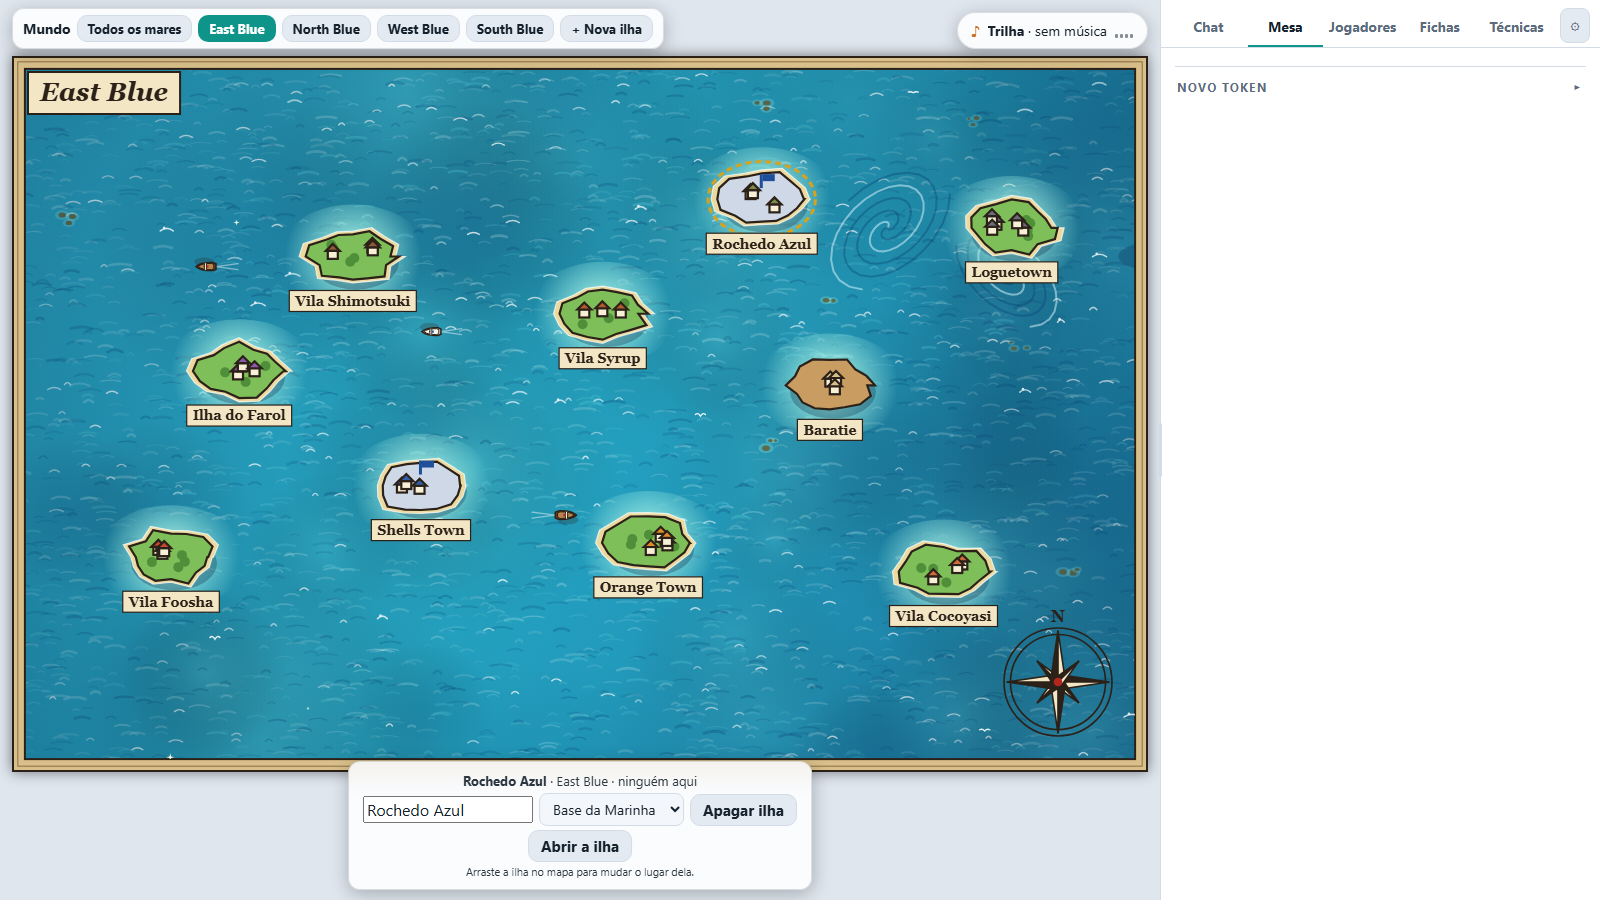 Mundo Todos os mares East Blue North Blue West Blue South Blue + Nova ilha
♪ Trilha · sem música
Chat Mesa Jogadores Fichas Técnicas
NOVO TOKEN
East Blue
Rochedo Azul
Loguetown
Vila Shimotsuki
Vila Syrup
Ilha do Farol
Baratie
Shells Town
Orange Town
Vila Foosha
Vila Cocoyasi
N
Rochedo Azul · East Blue · ninguém aqui
Rochedo Azul Base da Marinha Apagar ilha
Abrir a ilha
Arraste a ilha no mapa para mudar o lugar dela.